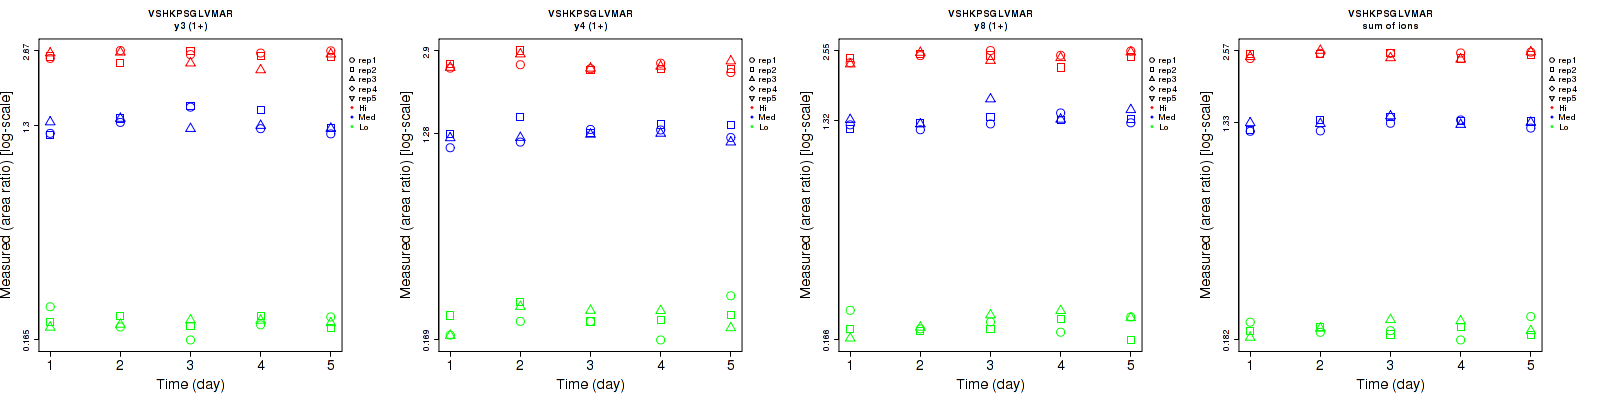 VSHKPSGLVMAR
y3 (1+)
Measured (area ratio) [log-scale]
2.67
1.3
0.165
1 2 3 4 5
Time (day)
rep1
rep2
rep3
rep4
rep5
Hi
Med
Lo
VSHKPSGLVMAR
y4 (1+)
Measured (area ratio) [log-scale]
2.9
1.28
0.169
1 2 3 4 5
Time (day)
rep1
rep2
rep3
rep4
rep5
Hi
Med
Lo
VSHKPSGLVMAR
y8 (1+)
Measured (area ratio) [log-scale]
2.55
1.32
0.166
1 2 3 4 5
Time (day)
rep1
rep2
rep3
rep4
rep5
Hi
Med
Lo
VSHKPSGLVMAR
sum of ions
Measured (area ratio) [log-scale]
2.57
1.33
0.182
1 2 3 4 5
Time (day)
rep1
rep2
rep3
rep4
rep5
Hi
Med
Lo